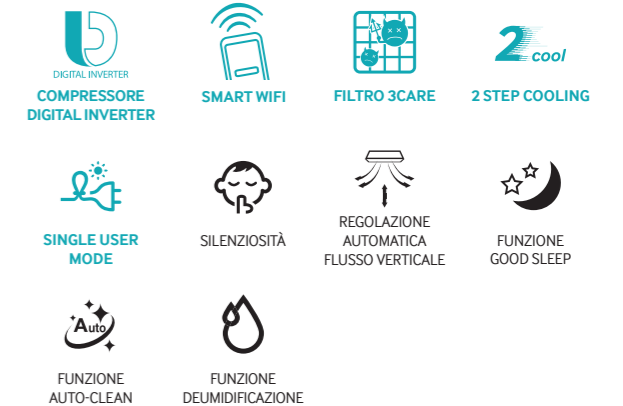 DIGITAL INVERTER
COMPRESSORE
DIGITAL INVERTER
SMART WIFI
FILTRO 3CARE
2 cool
2 STEP COOLING
SINGLE USER
MODE
SILENZIOSITÀ
REGOLAZIONE
AUTOMATICA
FLUSSO VERTICALE
FUNZIONE
GOOD SLEEP
Auto
FUNZIONE
AUTO-CLEAN
FUNZIONE
DEUMIDIFICAZIONE